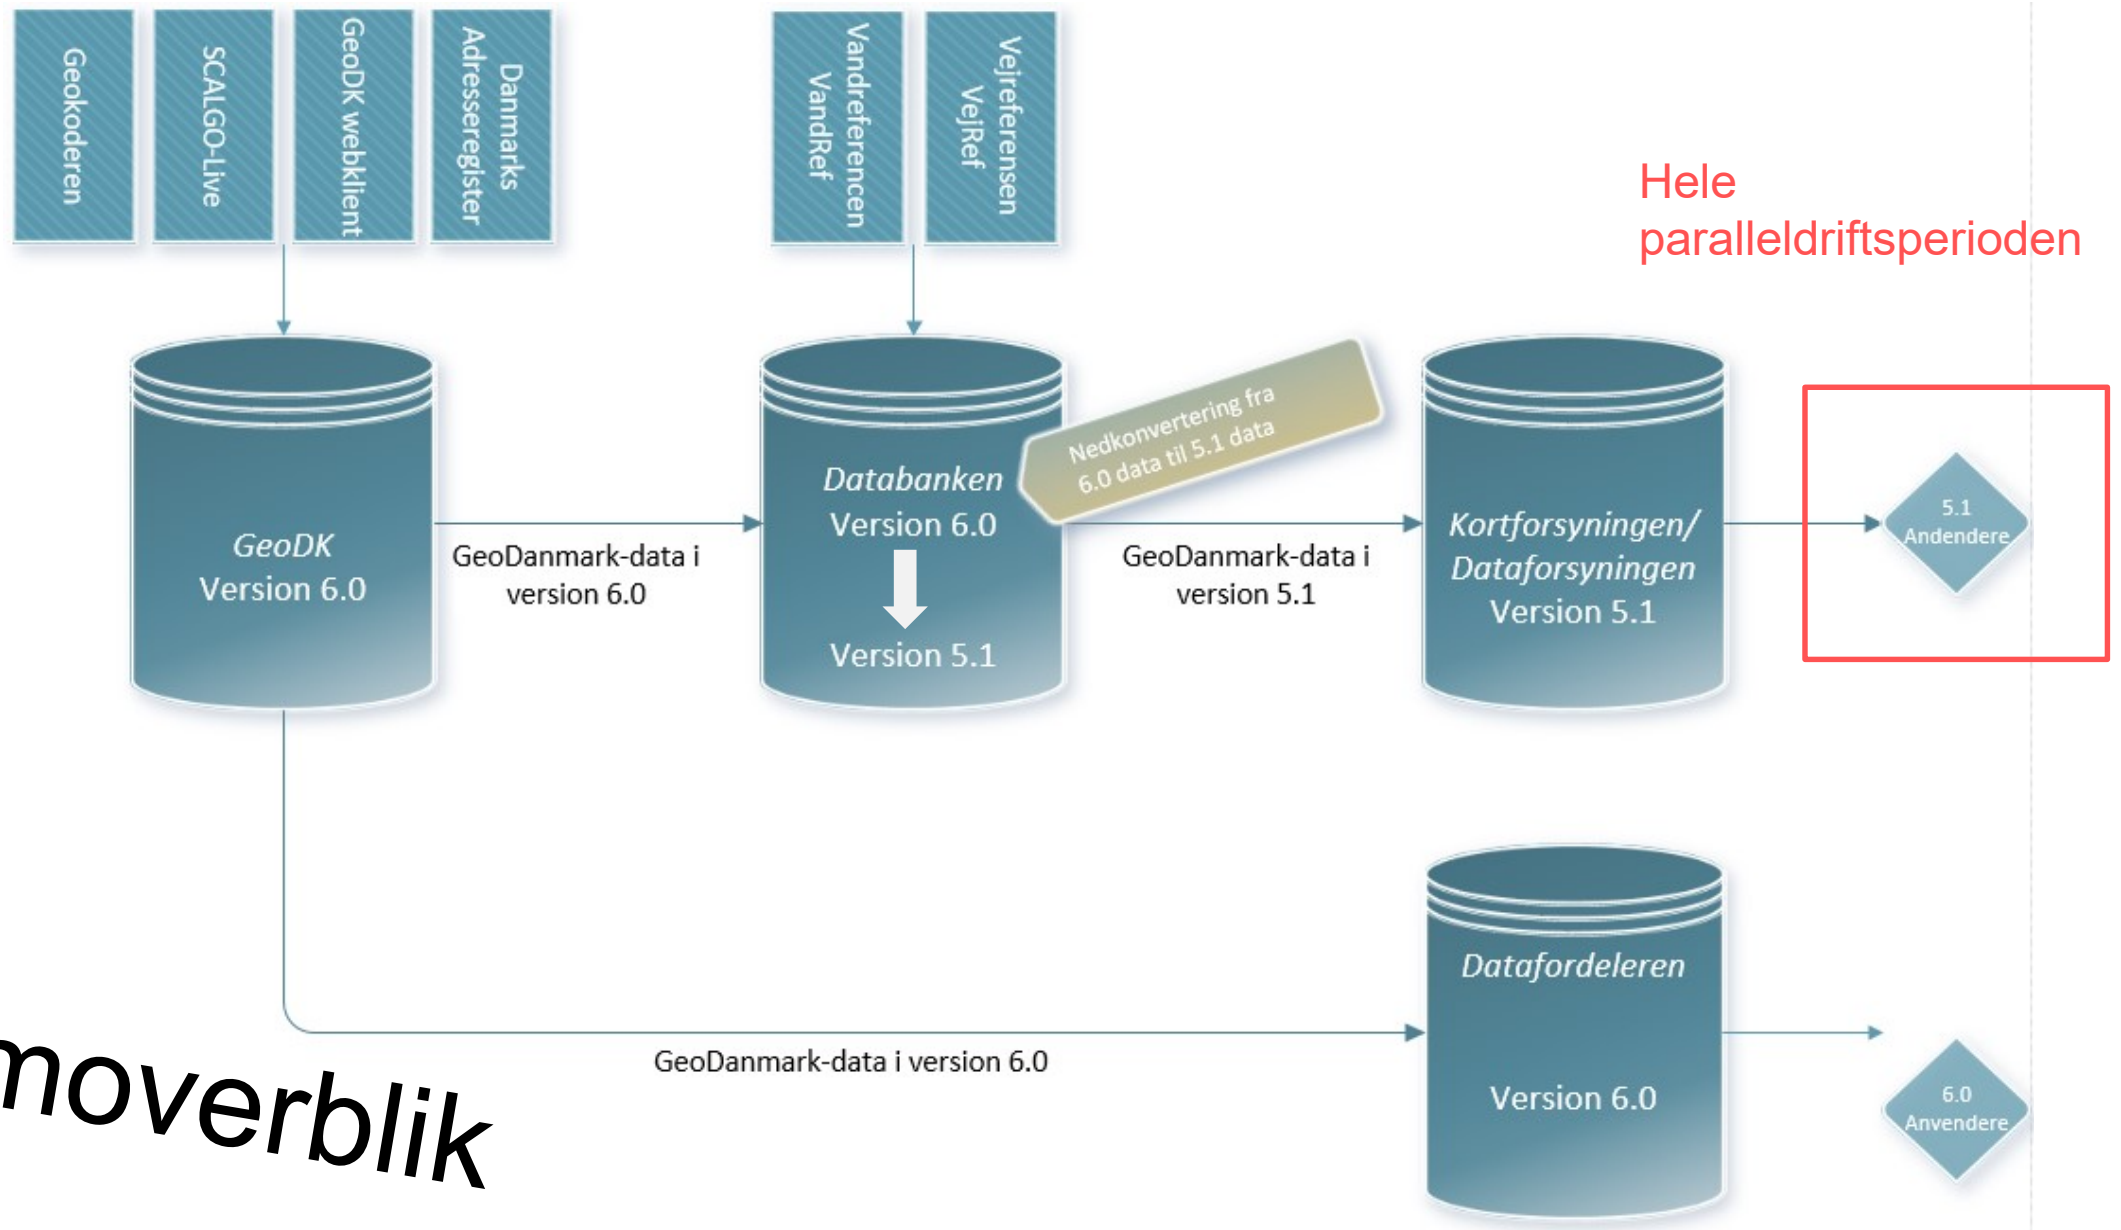 Geokoderen
SCALGO-Live
GeoDK webklient
Danmarks
Adresseregister
Vandreferencen
VandRef
Vejreferensen
VejRef
Hele
paralleldriftsperioden
GeoDK
Version 6.0
GeoDanmark-data i
version 6.0
Databanken
Version 6.0
Version 5.1
Nedkonvertering fra
6.0 data til 5.1 data
GeoDanmark-data i
version 5.1
Kortforsyningen/
Dataforsyningen
Version 5.1
5.1
Andendere
GeoDanmark-data i version 6.0
Datafordeleren
Version 6.0
6.0
Anvendere
moverblik